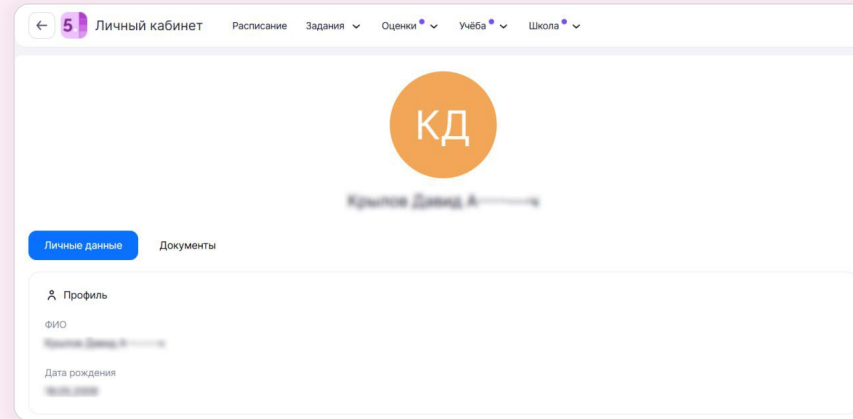 5 Личный кабинет Расписание Задания Оценки Учёба Школа
КД
Личные данные Документы
Профиль
ФИО
Дата рождения